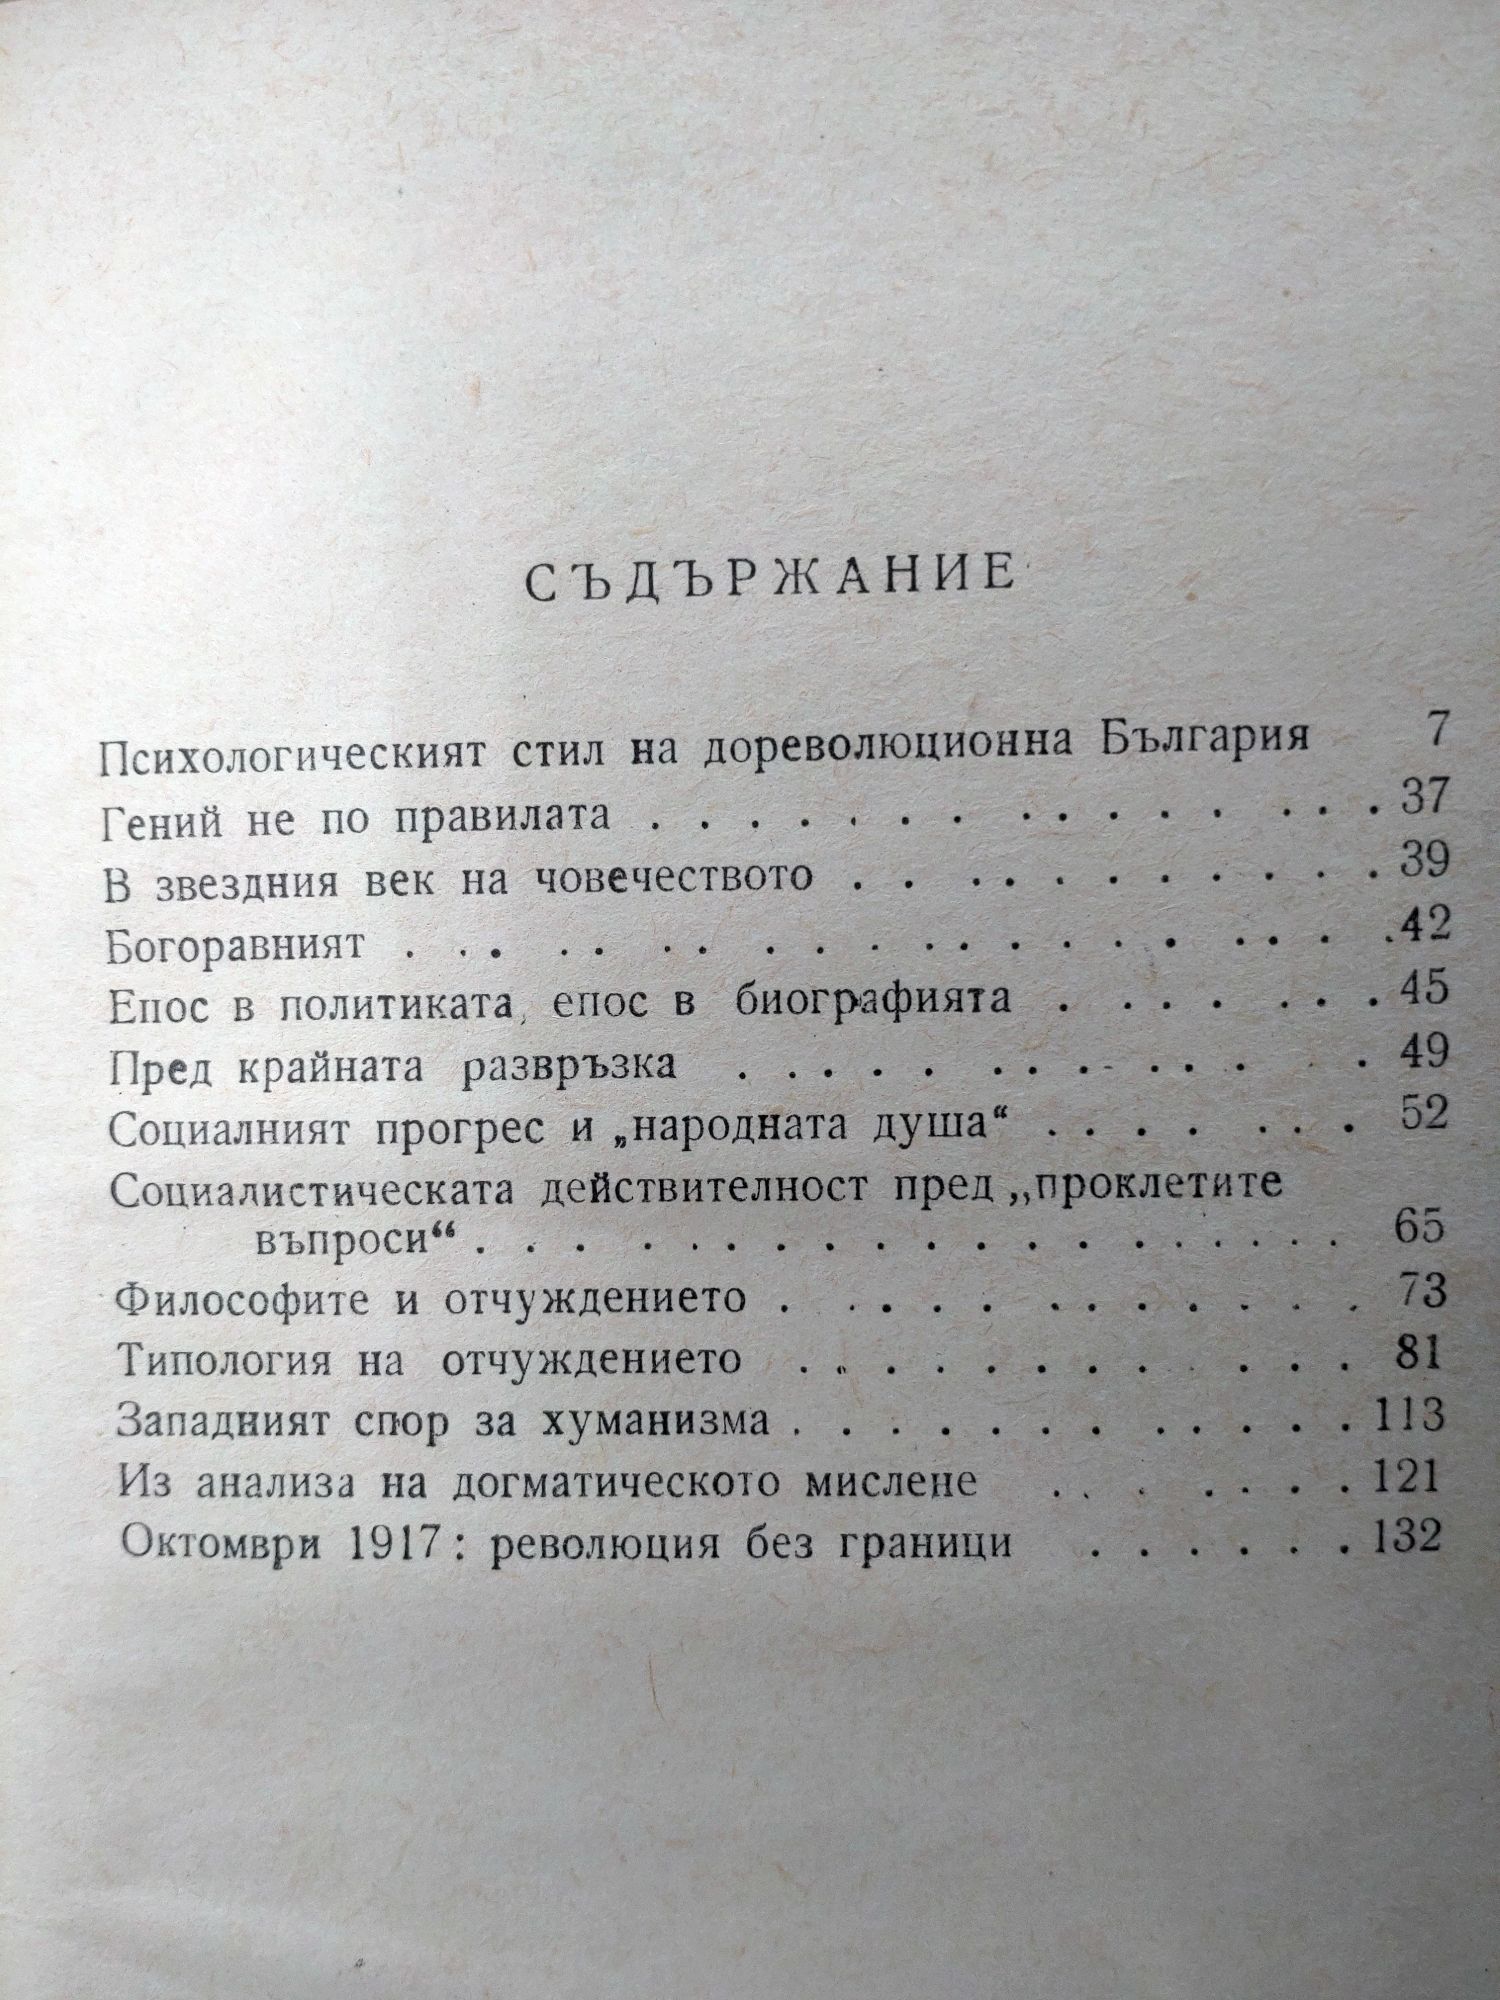 СЪДЪРЖАНИЕ
Психологическият стил на дореволюционна България 7
Гений не по правилата . . . . . . . . . . . . . . . 37
В звездния век на човечеството . . . . . . . . . . . . 39
Богоравният . . . . . . . . . . . . . . . . . . 42
Епос в политиката, епос в биографията . . . . . . . . 45
Пред крайната развръзка . . . . . . . . . . . . . 49
Социалният прогрес и „народната душа“ . . . . . . . . 52
Социалистическата действителност пред „проклетите
въпроси“ . . . . . . . . . . . . . . . . . . . . 65
Философите и отчуждението . . . . . . . . . . . . 73
Типология на отчуждението . . . . . . . . . . . . 81
Западният спор за хуманизма . . . . . . . . . . . . 113
Из анализа на догматическото мислене . . . . . . . 121
Октомври 1917: революция без граници . . . . . . . 132